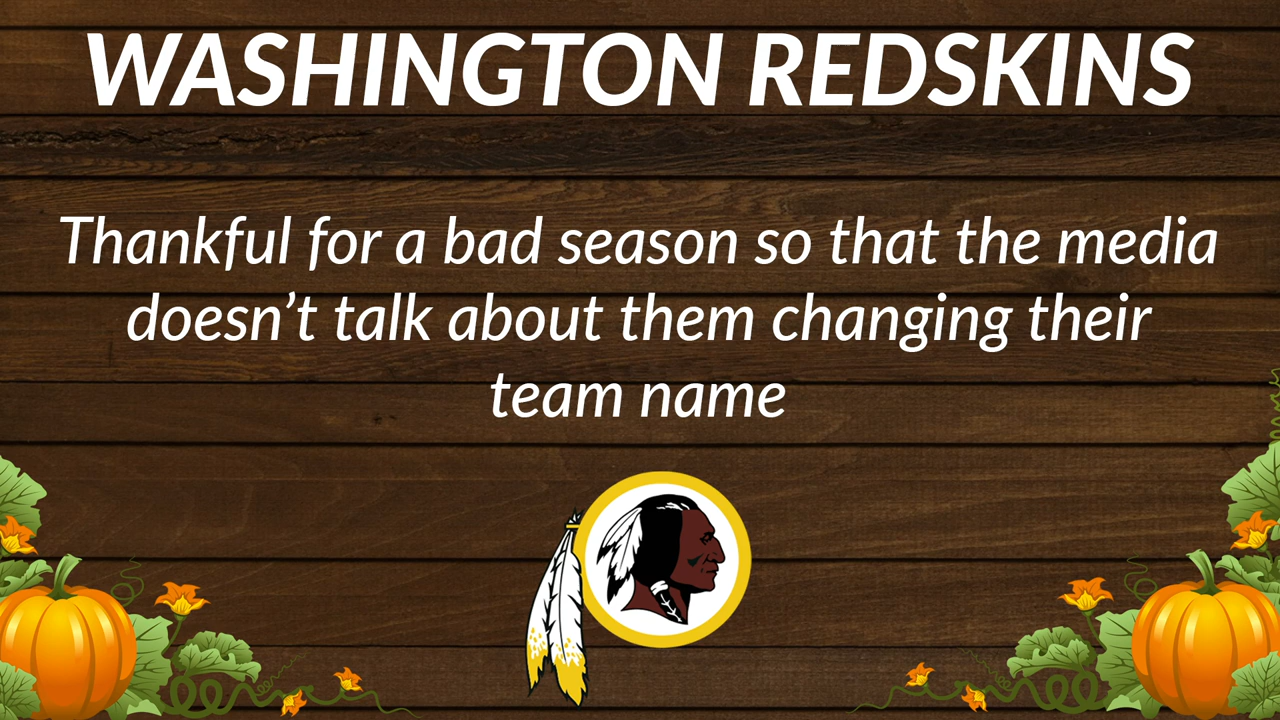 WASHINGTON REDSKINS
Thankful for a bad season so that the media
doesn’t talk about them changing their
team name